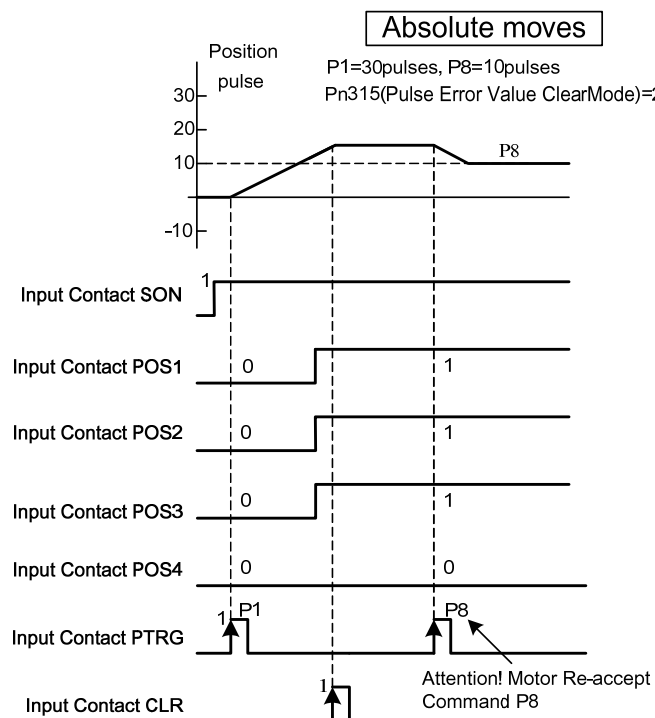 Absolute moves
Position
pulse
P1=30pulses, P8=10pulses
Pn315(Pulse Error Value ClearMode)=2
30
20
10
P8
-10
Input Contact SON
1
Input Contact POS1
0
1
Input Contact POS2
0
1
Input Contact POS3
0
1
Input Contact POS4
0
0
Input Contact PTRG
1
P1
P8
Attention! Motor Re-accept
Command P8
Input Contact CLR
1